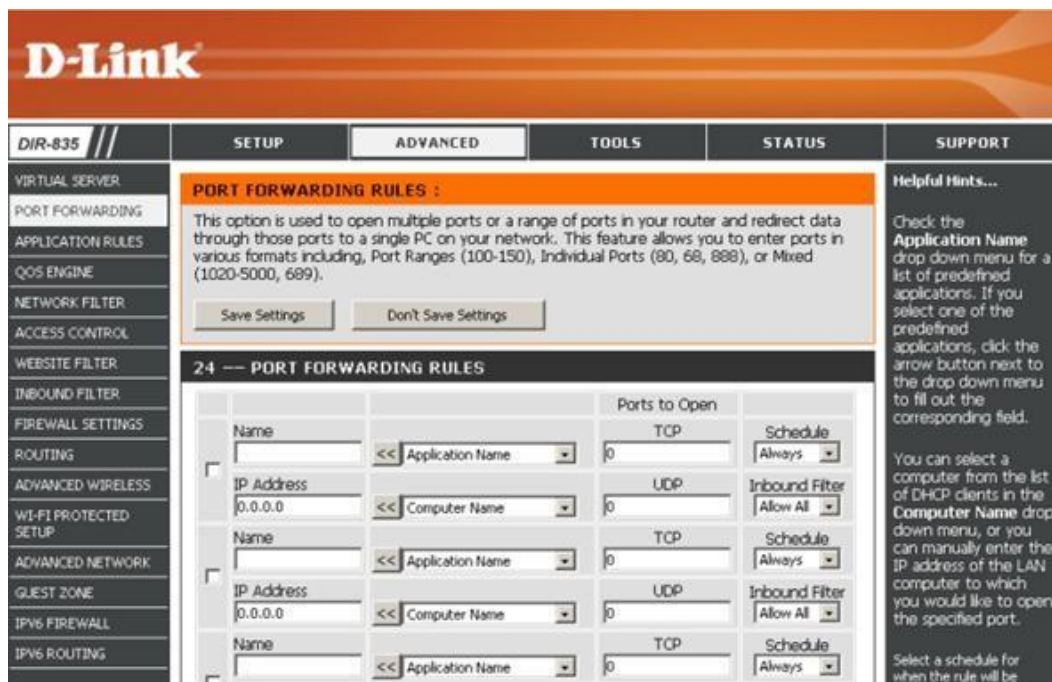 D-Link
DIR-835
SETUP
ADVANCED
TOOLS
STATUS
SUPPORT
VIRTUAL SERVER
PORT FORWARDING
APPLICATION RULES
QOS ENGINE
NETWORK FILTER
ACCESS CONTROL
WEBSITE FILTER
INBOUND FILTER
FIREWALL SETTINGS
ROUTING
ADVANCED WIRELESS
WI-FI PROTECTED
SETUP
ADVANCED NETWORK
GUEST ZONE
IPV6 FIREWALL
IPV6 ROUTING
PORT FORWARDING RULES :
This option is used to open multiple ports or a range of ports in your router and redirect data
through those ports to a single PC on your network. This feature allows you to enter ports in
various formats including, Port Ranges (100-150), Individual Ports (80, 68, 888), or Mixed
(1020-5000, 689).
Save Settings
Don't Save Settings
24 -- PORT FORWARDING RULES
Ports to Open
Name
<<
Application Name
TCP
0
Schedule
Always
IP Address
0.0.0.0
<<
Computer Name
UDP
0
Inbound Filter
Allow All
Name
<<
Application Name
TCP
0
Schedule
Always
IP Address
0.0.0.0
<<
Computer Name
UDP
0
Inbound Filter
Allow All
Name
<<
Application Name
TCP
0
Schedule
Always
Helpful Hints...
Check the
Application Name
drop down menu for a
list of predefined
applications. If you
select one of the
predefined
applications, click the
arrow button next to
the drop down menu
to fill out the
corresponding field.
You can select a
computer from the list
of DHCP clients in the
Computer Name drop
down menu, or you
can manually enter the
IP address of the LAN
computer to which
you would like to open
the specified port.
Select a schedule for
when the rule will be